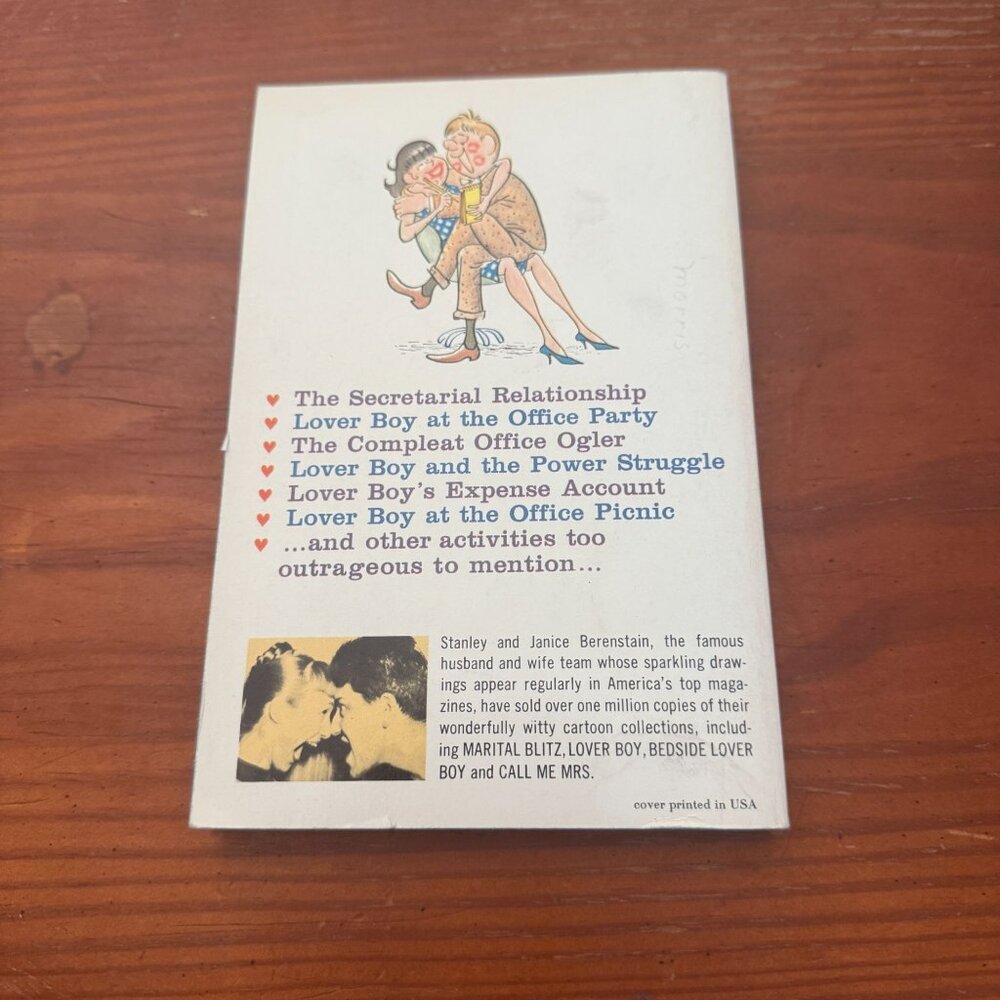 ♥ The Secretarial Relationship
♥ Lover Boy at the Office Party
♥ The Compleat Office Ogler
♥ Lover Boy and the Power Struggle
♥ Lover Boy's Expense Account
♥ Lover Boy at the Office Picnic
♥ ...and other activities too
outrageous to mention...
Stanley and Janice Berenstain, the famous
husband and wife team whose sparkling draw-
ings appear regularly in America's top maga-
zines, have sold over one million copies of their
wonderfully witty cartoon collections, includ-
ing MARITAL BLITZ, LOVER BOY, BEDSIDE LOVER
BOY and CALL ME MRS.
cover printed in USA